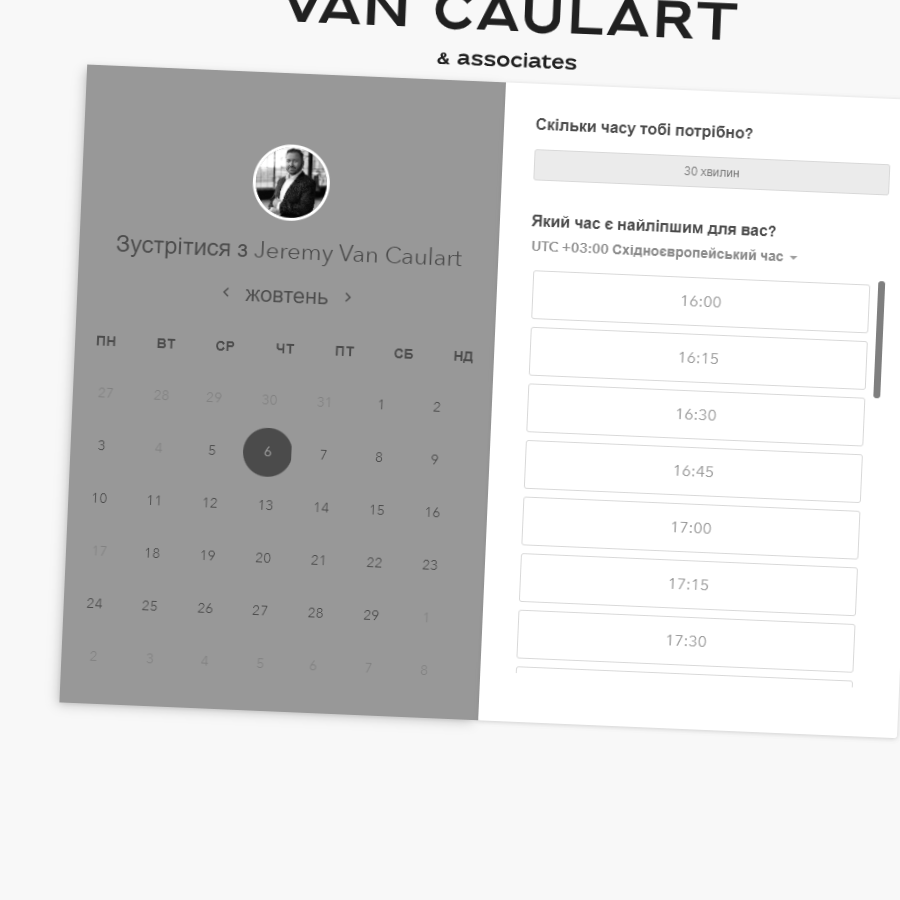 VAN CAULART
& associates
Зустрітися з Jeremy Van Caulart
жовтень
ПН ВТ СР ЧТ ПТ СБ НД
27 28 29 30 31 1 2
3 4 5 6 7 8 9
10 11 12 13 14 15 16
17 18 19 20 21 22 23
24 25 26 27 28 29 1
2 3 4 5 6 7 8
Скільки часу тобі потрібно?
30 хвилин
Який час є найліпшим для вас?
UTC +03:00 Східноєвропейський час
16:00
16:15
16:30
16:45
17:00
17:15
17:30